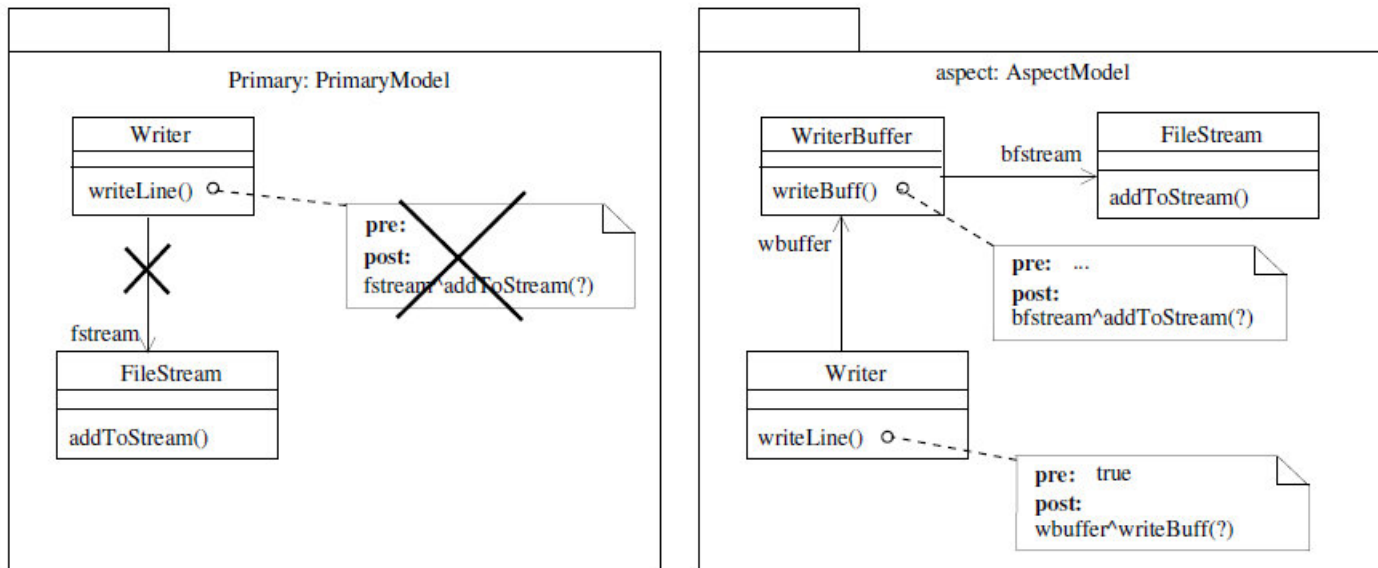 Primary: PrimaryModel
Writer
writeLine()
pre:
post:
fstream^addToStream(?)
fstream
FileStream
addToStream()
aspect: AspectModel
WriterBuffer
writeBuff()
bfstream
FileStream
addToStream()
wbuffer
pre: ...
post:
bfstream^addToStream(?)
Writer
writeLine()
pre: true
post:
wbuffer^writeBuff(?)